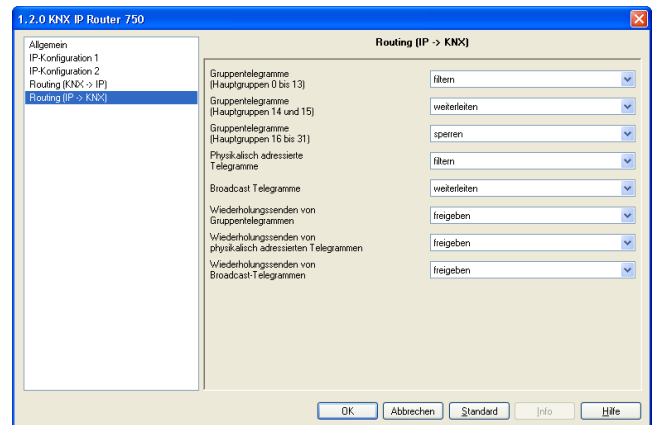 1.2.0 KNX IP Router 750
Allgemein
IP-Konfiguration 1
IP-Konfiguration 2
Routing (KNX -> IP)
Routing (IP -> KNX)
Routing (IP -> KNX)
Gruppentelegramme
(Hauptgruppen 0 bis 13)
filtern
Gruppentelegramme
(Hauptgruppen 14 und 15)
weiterleiten
Gruppentelegramme
(Hauptgruppen 16 bis 31)
sperren
Physikalisch adressierte
Telegramme
filtern
Broadcast Telegramme
weiterleiten
Wiederholungssenden von
Gruppentelegrammen
freigeben
Wiederholungssenden von
physikalisch adressierten Telegrammen
freigeben
Wiederholungssenden von
Broadcast-Telegrammen
freigeben
OK
Abbrechen
Standard
Info
Hilfe